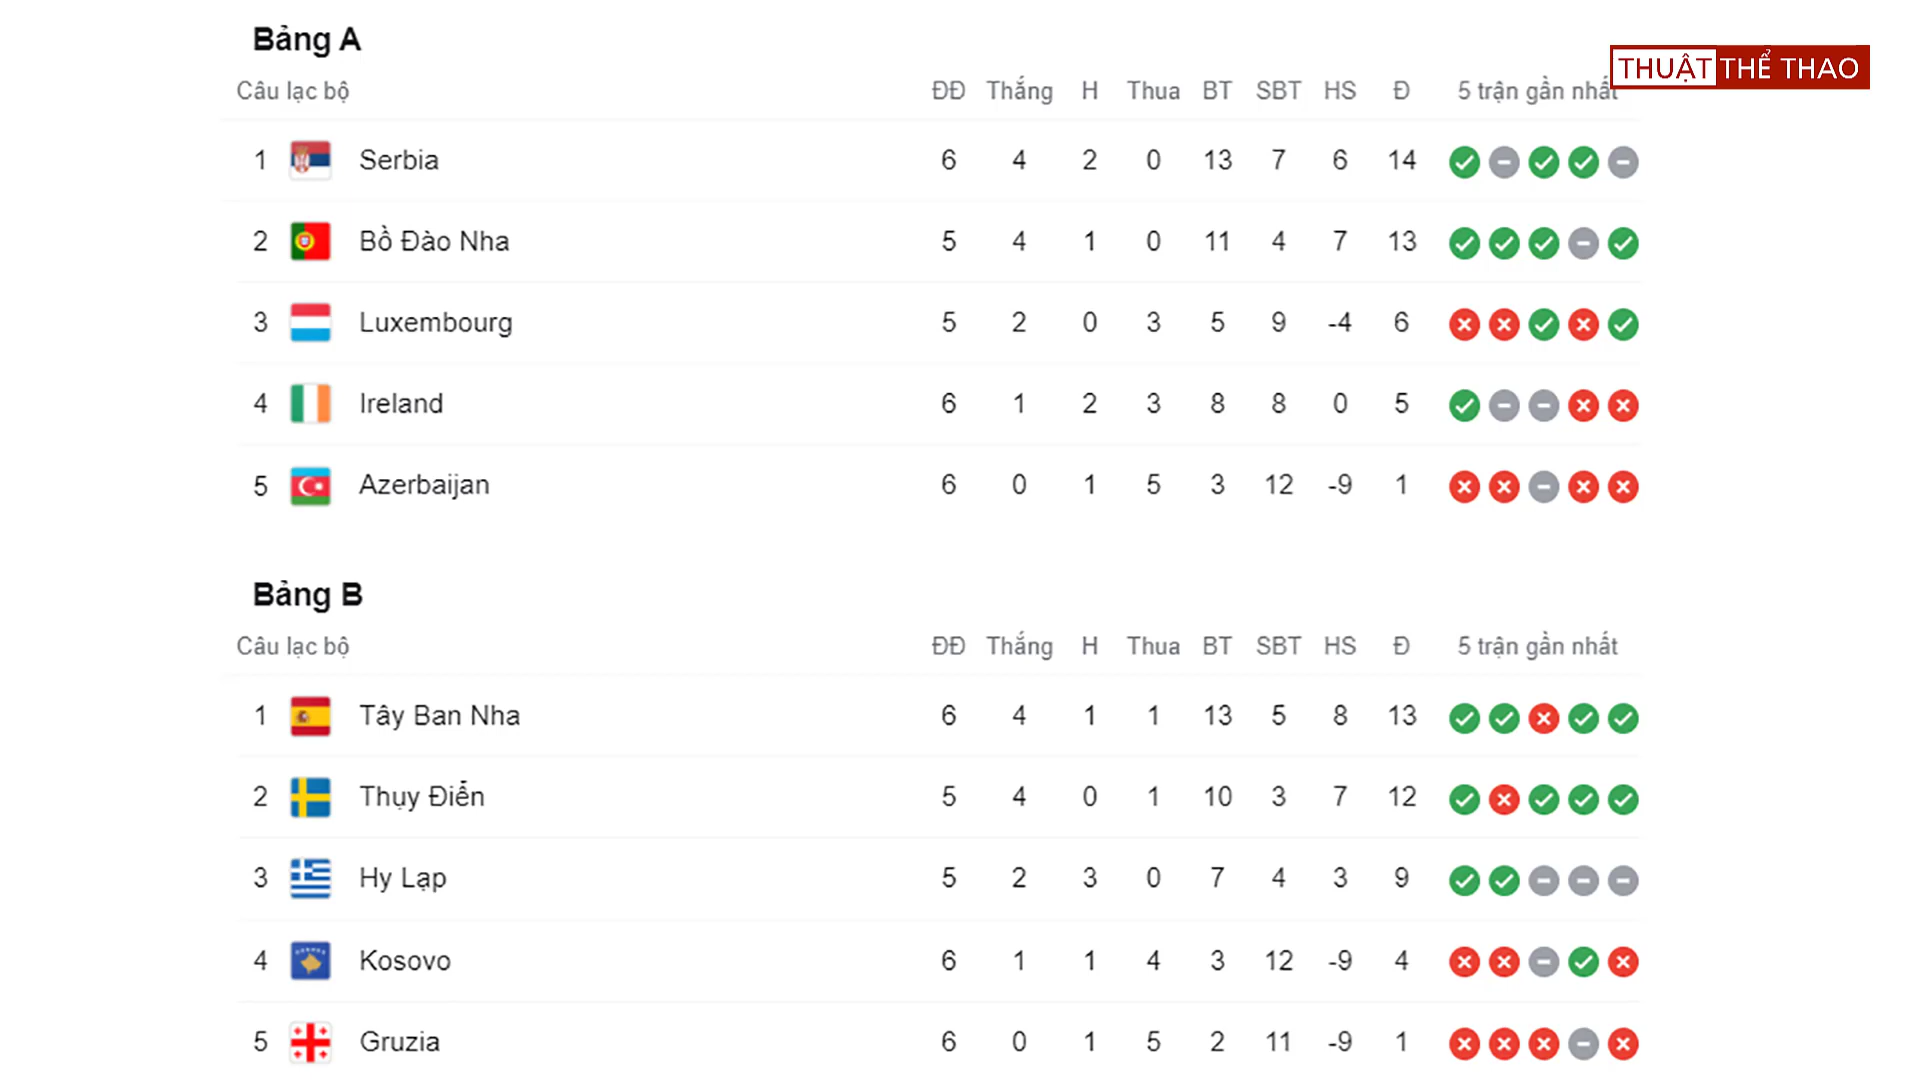 Bảng A
THUẬT THỂ THAO
Câu lạc bộ ĐĐ Thắng H Thua BT SBT HS Đ 5 trận gần nhất
1 Serbia 6 4 2 0 13 7 6 14
2 Bồ Đào Nha 5 4 1 0 11 4 7 13
3 Luxembourg 5 2 0 3 5 9 -4 6
4 Ireland 6 1 2 3 8 8 0 5
5 Azerbaijan 6 0 1 5 3 12 -9 1
Bảng B
Câu lạc bộ ĐĐ Thắng H Thua BT SBT HS Đ 5 trận gần nhất
1 Tây Ban Nha 6 4 1 1 13 5 8 13
2 Thụy Điển 5 4 0 1 10 3 7 12
3 Hy Lạp 5 2 3 0 7 4 3 9
4 Kosovo 6 1 1 4 3 12 -9 4
5 Gruzia 6 0 1 5 2 11 -9 1